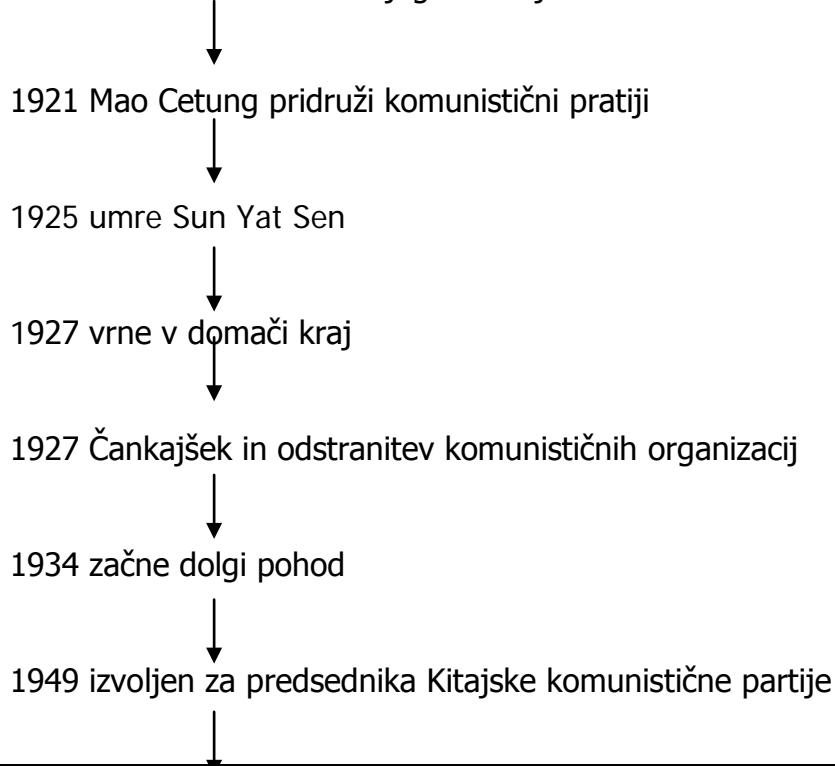 1921 Mao Cetung pridruži komunistični pratiji
1925 umre Sun Yat Sen
1927 vrne v domači kraj
1927 Čankajšek in odstranitev komunističnih organizacij
1934 začne dolgi pohod
1949 izvoljen za predsednika Kitajske komunistične partije